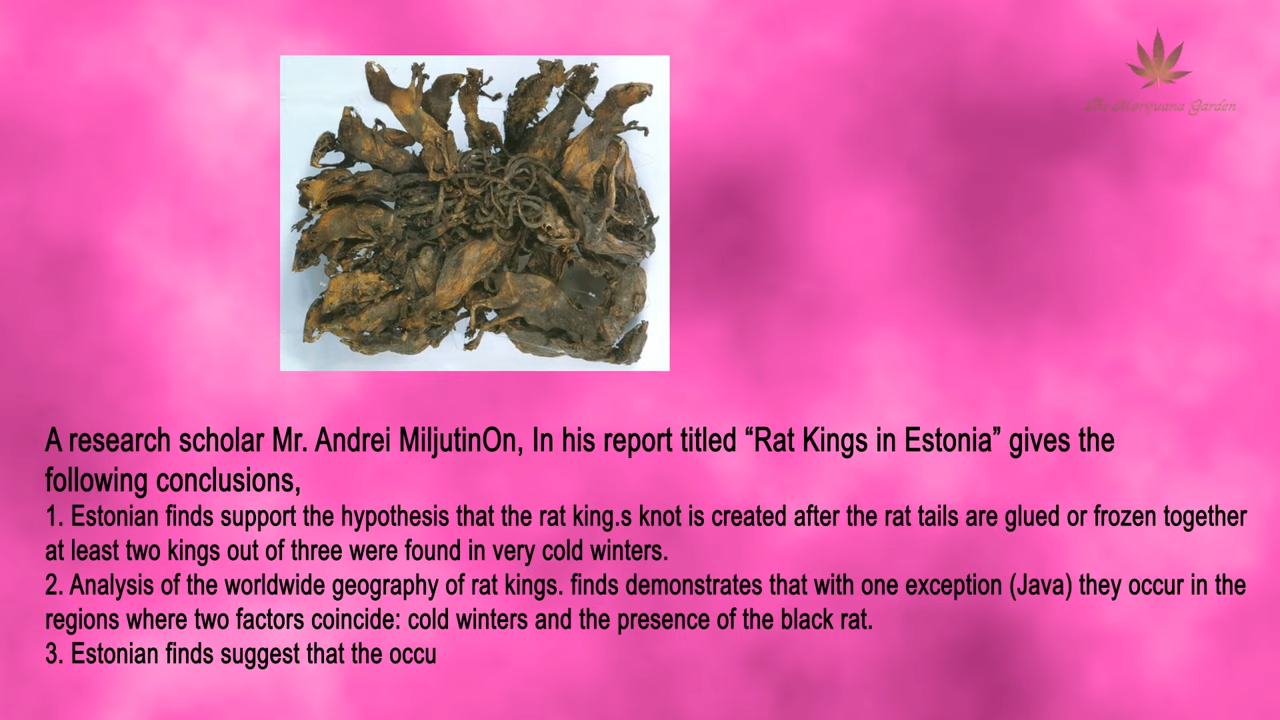 The Marijuana Garden
A research scholar Mr. Andrei MiljutinOn, In his report titled “Rat Kings in Estonia” gives the
following conclusions,
1. Estonian finds support the hypothesis that the rat king.s knot is created after the rat tails are glued or frozen together
at least two kings out of three were found in very cold winters.
2. Analysis of the worldwide geography of rat kings. finds demonstrates that with one exception (Java) they occur in the
regions where two factors coincide: cold winters and the presence of the black rat.
3. Estonian finds suggest that the occu